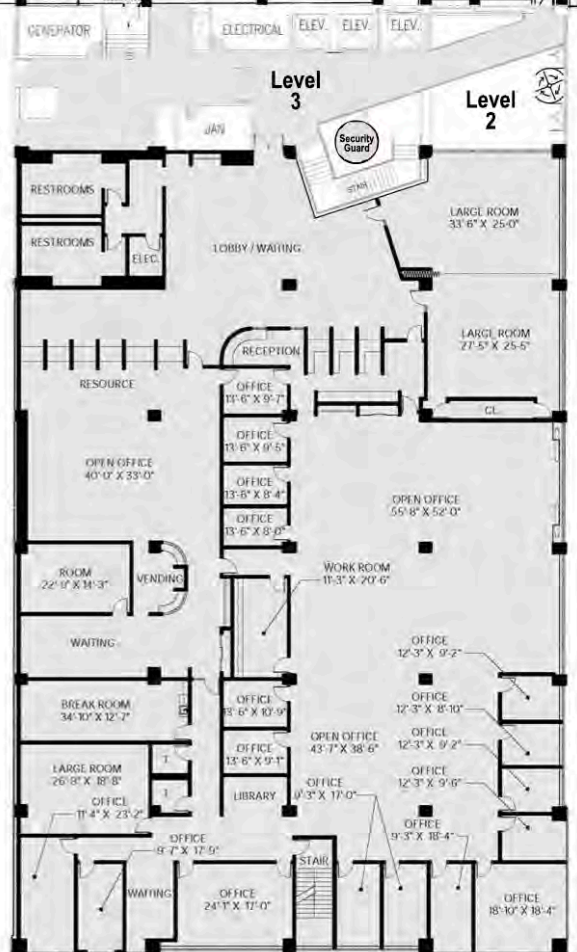 GENERATOR
ELECTRICAL
ELEV.
ELEV.
ELEV.
Level
3
Level
2
JAN
Security
Guard
STAIR
RESTROOMS
RESTROOMS
ELEC.
LOBBY / WAITING
LARGE ROOM
33'-6" X 25'-0"
LARGE ROOM
27'-5" X 25'-5"
RECEPTION
RESOURCE
OFFICE
13'-6" X 9'-7"
CL.
OFFICE
13'-6" X 9'-5"
OPEN OFFICE
40'-0" X 33'-0"
OFFICE
13'-6" X 8'-4"
OPEN OFFICE
55'-8" X 52'-0"
OFFICE
13'-6" X 8'-0"
ROOM
22'-0" X 14'-3"
VENDING
WORK ROOM
11'-3" X 20'-6"
WAITING
OFFICE
12'-3" X 9'-2"
BREAK ROOM
34'-10" X 12'-7"
OFFICE
13'-6" X 10'-9"
OFFICE
12'-3" X 8'-10"
OFFICE
13'-6" X 9'-1"
OPEN OFFICE
43'-7" X 38'-6"
OFFICE
12'-3" X 9'-2"
LARGE ROOM
26'-8" X 18'-8"
T.
T.
LIBRARY
OFFICE
9'-3" X 17'-0"
OFFICE
12'-3" X 9'-6"
OFFICE
11'-4" X 23'-2"
OFFICE
9'-3" X 18'-4"
OFFICE
9'-7" X 17'-9"
STAIR
WAITING
OFFICE
24'-1" X 17'-0"
OFFICE
18'-10" X 18'-4"